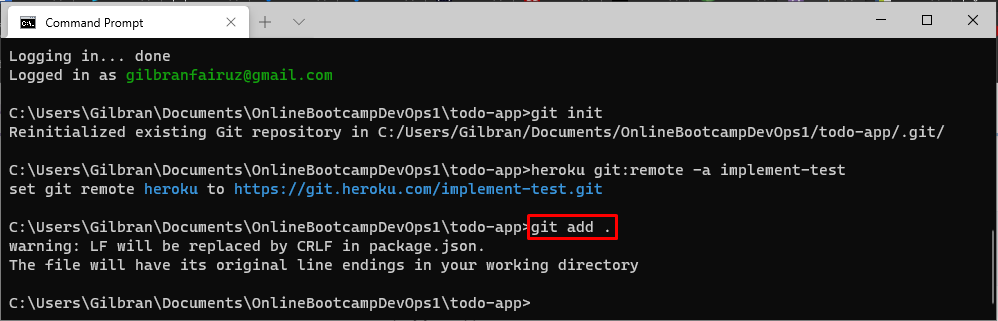 Command Prompt
Logging in... done
Logged in as gilbranfairuz@gmail.com
C:\Users\Gilbran\Documents\OnlineBootcampDevOps1\todo-app>git init
Reinitialized existing Git repository in C:/Users/Gilbran/Documents/OnlineBootcampDevOps1/todo-app/.git/
C:\Users\Gilbran\Documents\OnlineBootcampDevOps1\todo-app>heroku git:remote -a implement-test
set git remote heroku to https://git.heroku.com/implement-test.git
C:\Users\Gilbran\Documents\OnlineBootcampDevOps1\todo-app>git add .
warning: LF will be replaced by CRLF in package.json.
The file will have its original line endings in your working directory
C:\Users\Gilbran\Documents\OnlineBootcampDevOps1\todo-app>